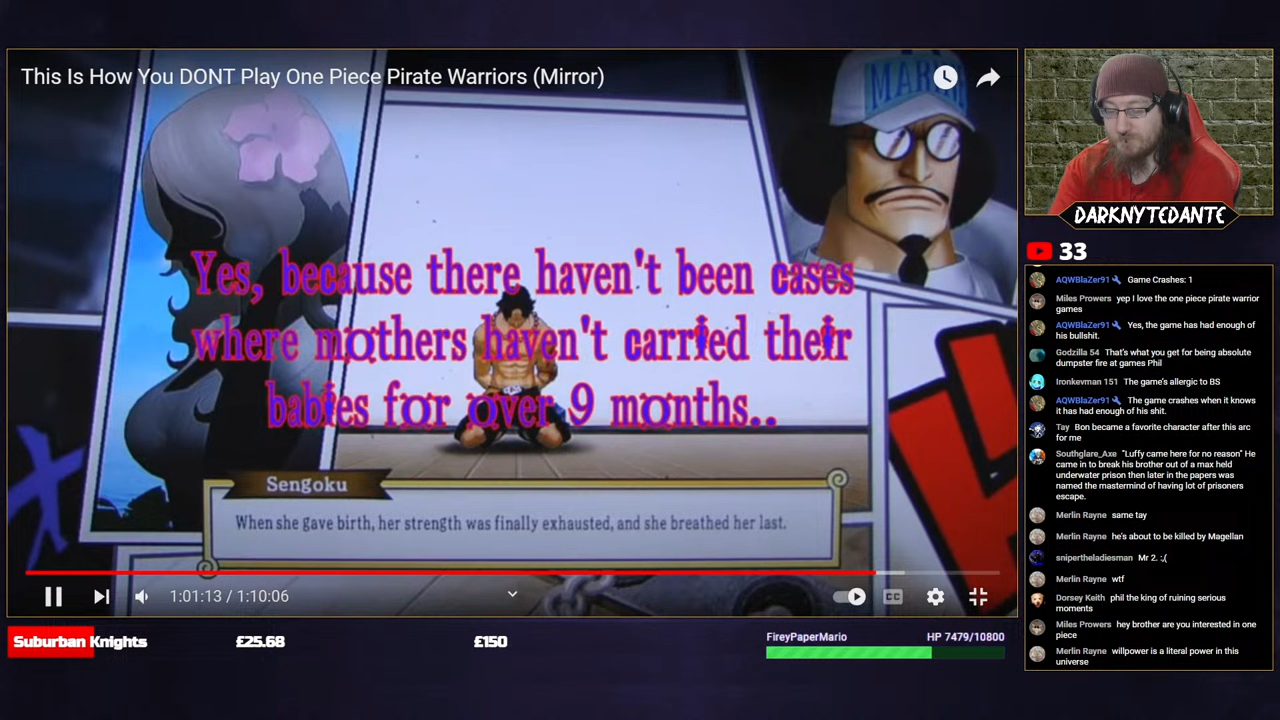 This Is How You DONT Play One Piece Pirate Warriors (Mirror)
MARINE
Yes, because there haven't been cases
where mothers haven't carried their
babies for over 9 months..
Sengoku
When she gave birth, her strength was finally exhausted, and she breathed her last.
1:01:13 / 1:10:06
CC
Suburban Knights
£25.68
£150
FireyPaperMario HP 7479/10800
DARKNYTEDANTE
33
AQWBlaZer91 Game Crashes: 1
Miles Prowers yep I love the one piece pirate warrior
games
AQWBlaZer91 Yes, the game has had enough of
his bullshit.
Godzilla 54 That's what you get for being absolute
dumpster fire at games Phil
Ironkevman 151 The game's allergic to BS
AQWBlaZer91 The game crashes when it knows
it has had enough of his shit.
Tay Bon became a favorite character after this arc
for me
Southglare_Axe "Luffy came here for no reason" He
came in to break his brother out of a max held
underwater prison then later in the papers was
named the mastermind of having lot of prisoners
escape.
Merlin Rayne same tay
Merlin Rayne he's about to be killed by Magellan
snipertheladiesman Mr 2. :,(
Merlin Rayne wtf
Dorsey Keith phil the king of ruining serious
moments
Miles Prowers hey brother are you interested in one
piece
Merlin Rayne willpower is a literal power in this
universe